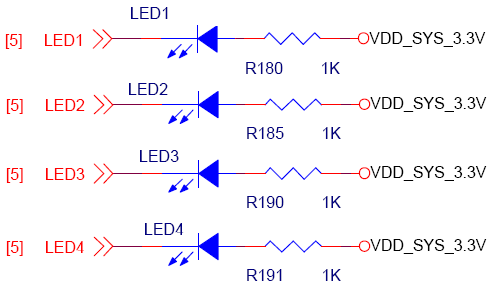 LED1
[5] LED1 VDD_SYS_3.3V
R180 1K
LED2
[5] LED2 VDD_SYS_3.3V
R185 1K
LED3
[5] LED3 VDD_SYS_3.3V
R190 1K
LED4
[5] LED4 VDD_SYS_3.3V
R191 1K